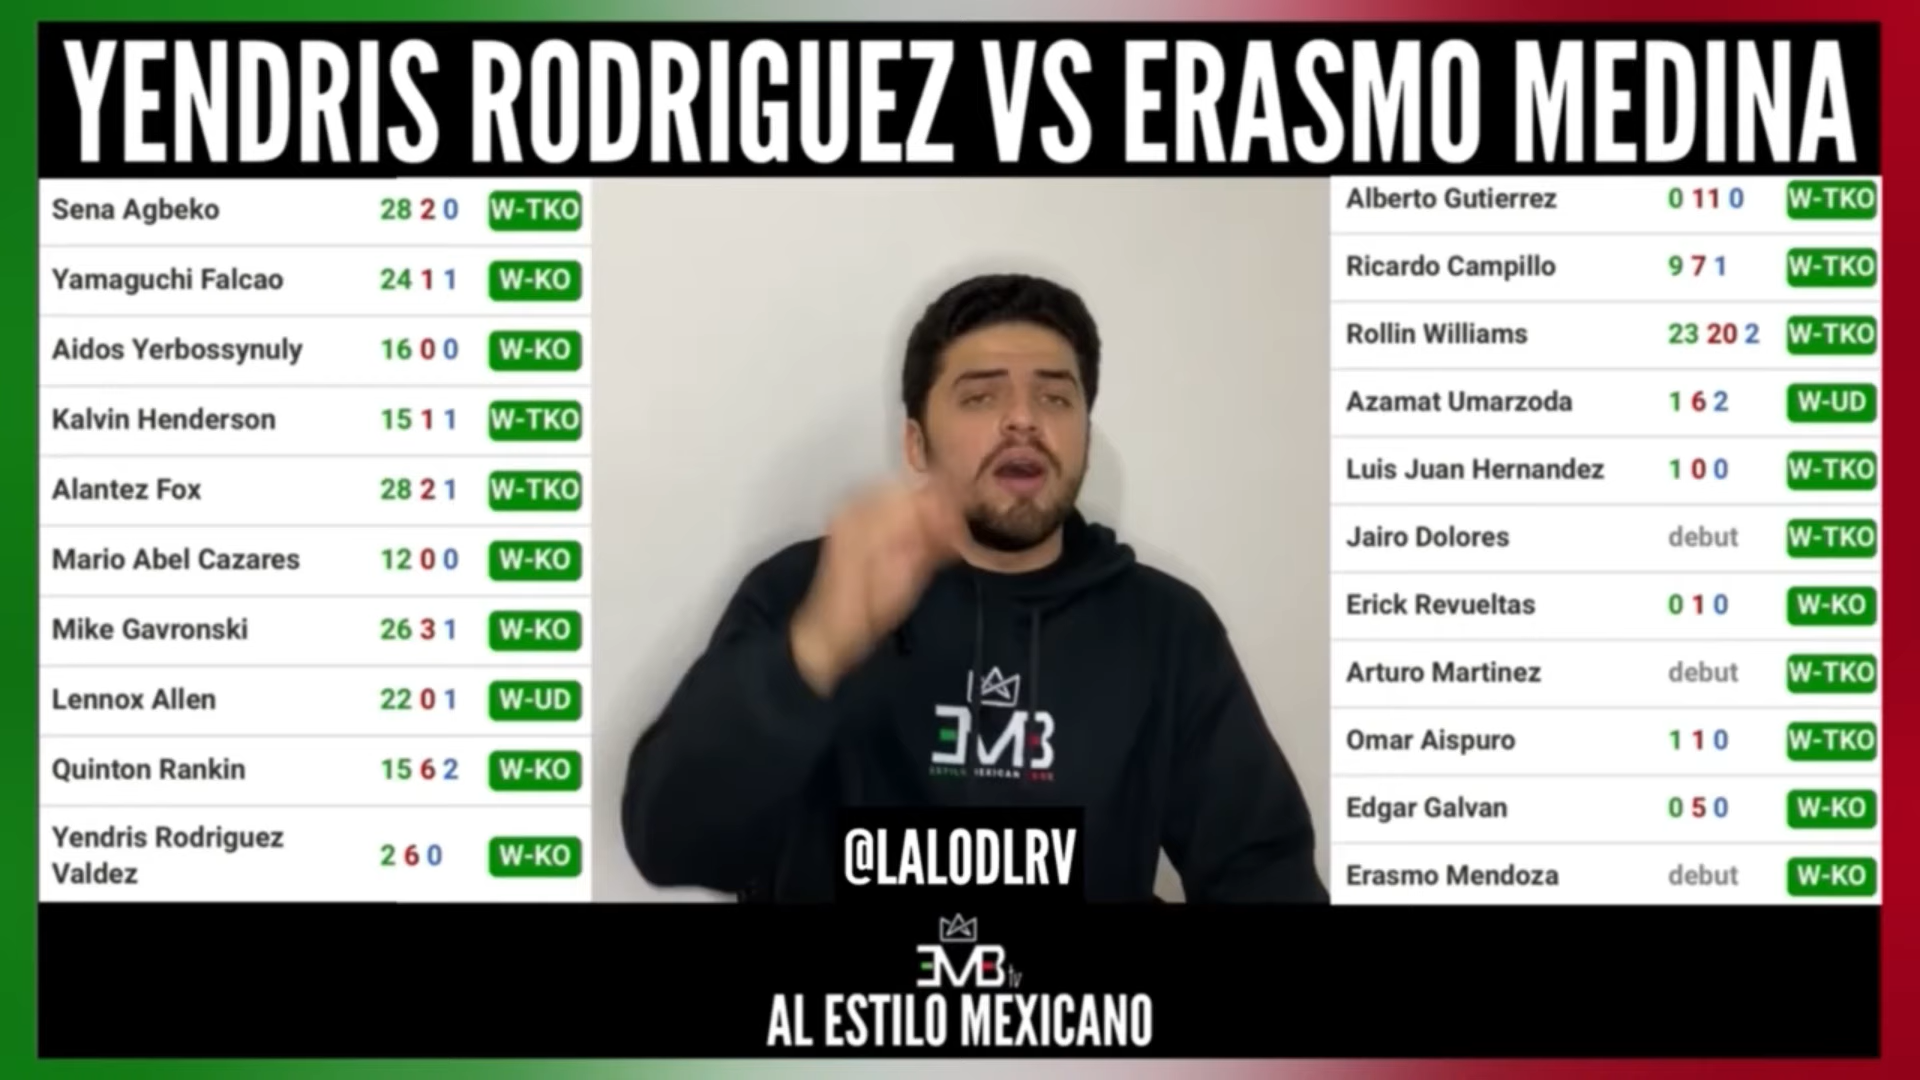 YENDRIS RODRIGUEZ VS ERASMO MEDINA
Sena Agbeko 28 2 0 W-TKO
Yamaguchi Falcao 24 1 1 W-KO
Aidos Yerbossynuly 16 0 0 W-KO
Kalvin Henderson 15 1 1 W-TKO
Alantez Fox 28 2 1 W-TKO
Mario Abel Cazares 12 0 0 W-KO
Mike Gavronski 26 3 1 W-KO
Lennox Allen 22 0 1 W-UD
Quinton Rankin 15 6 2 W-KO
Yendris Rodriguez
Valdez 2 6 0 W-KO
Alberto Gutierrez 0 11 0 W-TKO
Ricardo Campillo 9 7 1 W-TKO
Rollin Williams 23 20 2 W-TKO
Azamat Umarzoda 1 6 2 W-UD
Luis Juan Hernandez 1 0 0 W-TKO
Jairo Dolores debut W-TKO
Erick Revueltas 0 1 0 W-KO
Arturo Martinez debut W-TKO
Omar Aispuro 1 1 0 W-TKO
Edgar Galvan 0 5 0 W-KO
Erasmo Mendoza debut W-KO
EMB
@LALODLRV
EMB tv
AL ESTILO MEXICANO